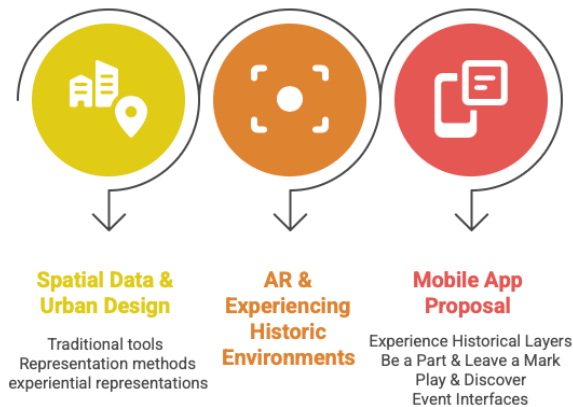 Spatial Data &
Urban Design
Traditional tools
Representation methods
experiential representations
AR &
Experiencing
Historic
Environments
Mobile App
Proposal
Experience Historical Layers
Be a Part & Leave a Mark
Play & Discover
Event Interfaces